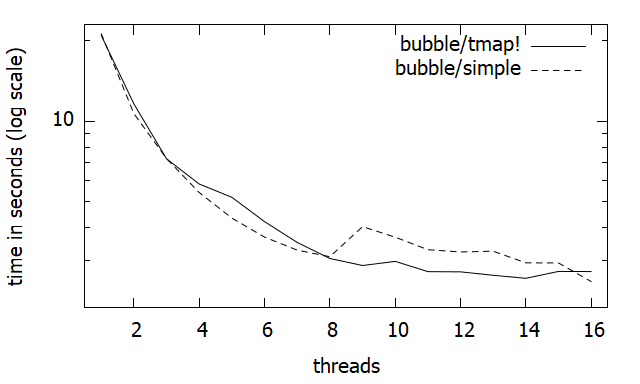 bubble/tmap!
bubble/simple
time in seconds (log scale)
10
2 4 6 8 10 12 14 16
threads